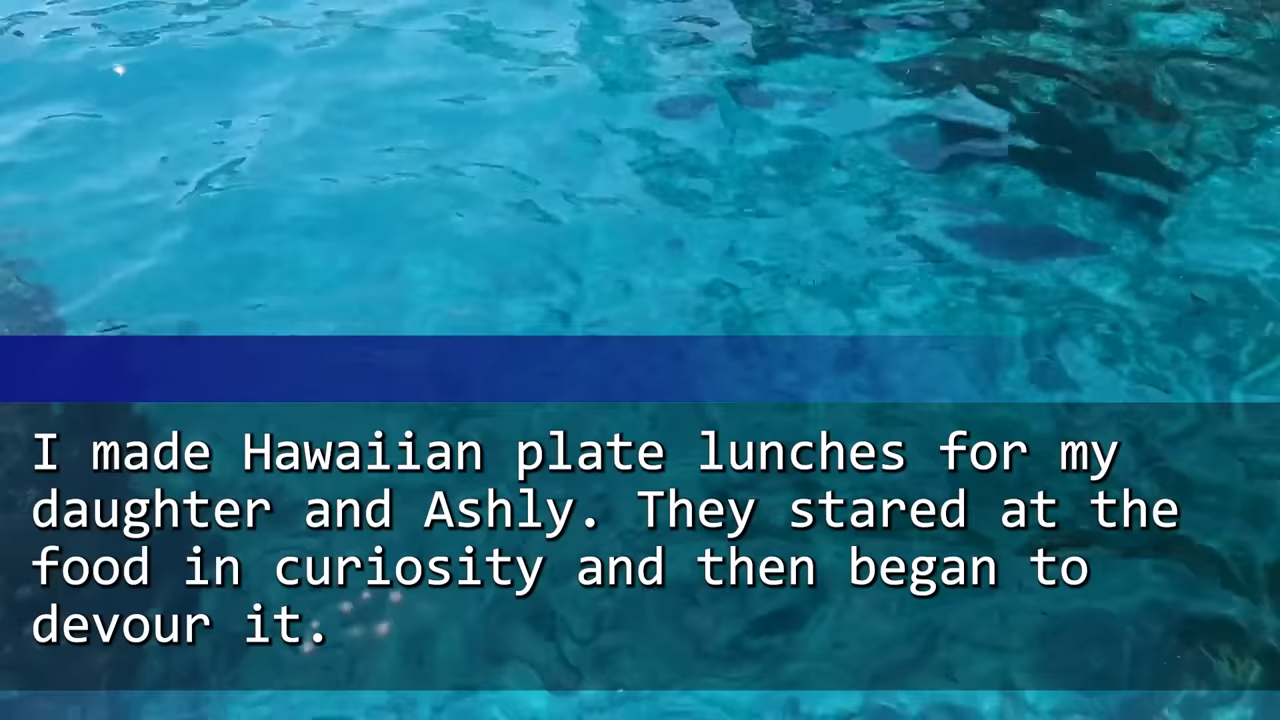 I made Hawaiian plate lunches for my
daughter and Ashly. They stared at the
food in curiosity and then began to
devour it.